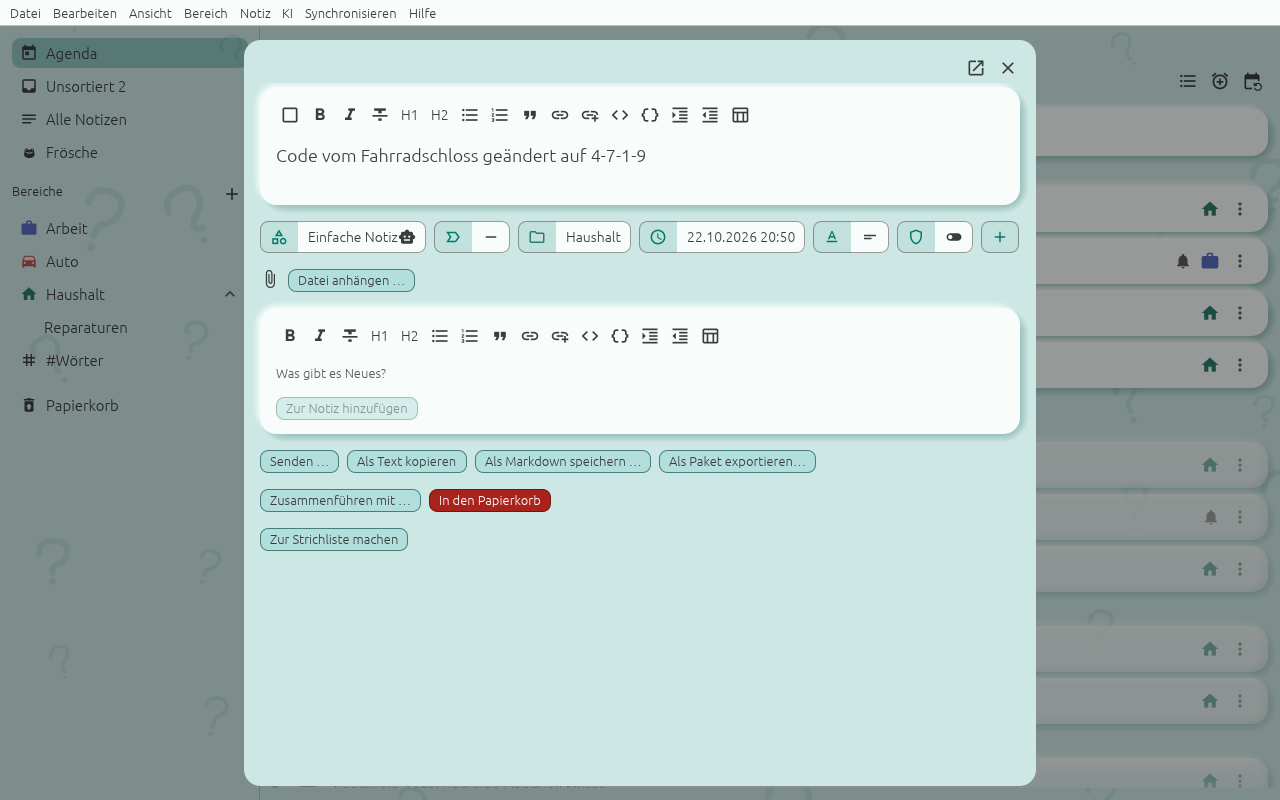 Datei Bearbeiten Ansicht Bereich Notiz KI Synchronisieren Hilfe
Agenda
Unsortiert 2
Alle Notizen
Frösche
Bereiche
Arbeit
Auto
Haushalt
Reparaturen
#Wörter
Papierkorb
H1 H2
Code vom Fahrradschloss geändert auf 4-7-1-9
Einfache Notiz
Haushalt
22.10.2026 20:50
Datei anhängen …
H1 H2
Was gibt es Neues?
Zur Notiz hinzufügen
Senden … Als Text kopieren Als Markdown speichern … Als Paket exportieren…
Zusammenführen mit … In den Papierkorb
Zur Strichliste machen